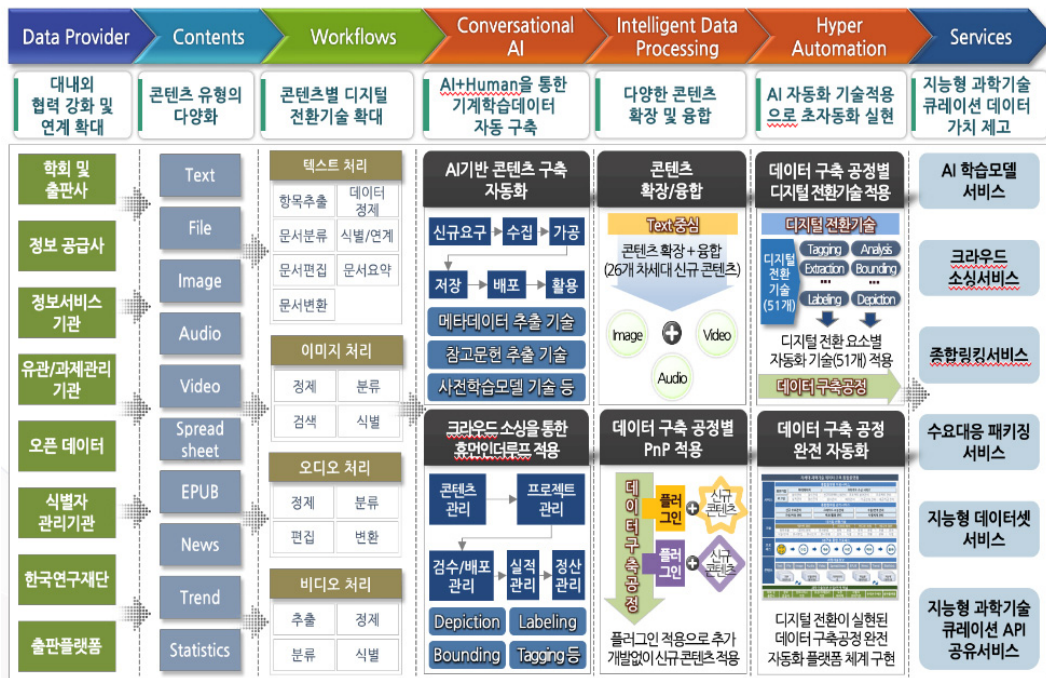 Data Provider
Contents
Workflows
Conversational
AI
Intelligent Data
Processing
Hyper
Automation
Services
대내외
협력 강화 및
연계 확대
콘텐츠 유형의
다양화
콘텐츠별 디지털
전환기술 확대
AI+Human을 통한
기계학습데이터
자동 구축
다양한 콘텐츠
확장 및 융합
AI 자동화 기술적용
으로 초자동화 실현
지능형 과학기술
큐레이션 데이터
가치 제고
학회 및
출판사
정보 공급사
정보서비스
기관
유관/과제관리
기관
오픈 데이터
식별자
관리기관
한국연구재단
출판플랫폼
Text
File
Image
Audio
Video
Spread
sheet
EPUB
News
Trend
Statistics
텍스트 처리
항목추출
데이터
정제
문서분류
식별/연계
문서편집
문서요약
문서변환
이미지 처리
정제
분류
검색
식별
오디오 처리
정제
분류
편집
변환
비디오 처리
추출
정제
분류
식별
AI기반 콘텐츠 구축
자동화
신규요구
수집
가공
저장
배포
활용
메타데이터 추출 기술
참고문헌 추출 기술
사전학습모델 기술 등
크라우드 소싱을 통한
휴먼인더루프 적용
콘텐츠
관리
프로젝트
관리
검수/배포
관리
실적
관리
정산
관리
Depiction
Labeling
Bounding
Tagging 등
콘텐츠
확장/융합
Text 중심
콘텐츠 확장 + 융합
(26개 차세대 신규 콘텐츠)
Image
Video
Audio
데이터 구축 공정별
PnP 적용
데이터구축공정
플러
그인
신규
콘텐츠
플러
그인
신규
콘텐츠
플러그인 적용으로 추가
개발없이 신규 콘텐츠 적용
데이터 구축 공정별
디지털 전환기술 적용
디지털 전환기술
디지털
전환
기술
(51개)
Tagging
Analysis
Extraction
Bounding
...
...
Labeling
Depiction
디지털 전환 요소별
자동화 기술(51개) 적용
데이터 구축공정
데이터 구축 공정
완전 자동화
디지털 전환이 실현된
데이터 구축공정 완전
자동화 플랫폼 체계 구현
AI 학습모델
서비스
크라우드
소싱서비스
종합링킹서비스
수요대응 패키징
서비스
지능형 데이터셋
서비스
지능형 과학기술
큐레이션 API
공유서비스